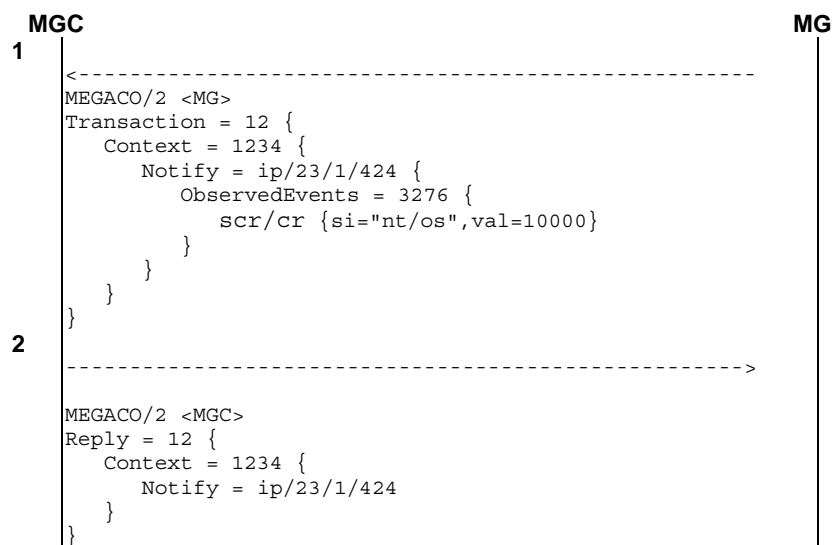 MGC MG
1
<-----------------------------------------------------
MEGACO/2 <MG>
Transaction = 12 {
   Context = 1234 {
      Notify = ip/23/1/424 {
         ObservedEvents = 3276 {
            scr/cr {si="nt/os",val=10000}
         }
      }
   }
}
2
----------------------------------------------------->
MEGACO/2 <MGC>
Reply = 12 {
   Context = 1234 {
      Notify = ip/23/1/424
   }
}